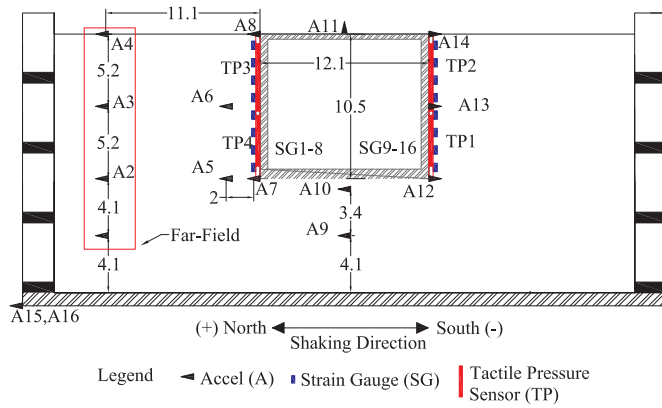 11.1
A4 A8 A11 A14
5.2 TP3 12.1 TP2
A3 A6 10.5 A13
5.2 TP4 SG1-8 SG9-16 TP1
A2 A5 A7 A10 A12
2
4.1 A9 3.4
Far-Field
4.1 4.1
A15,A16
(+) North South (-)
Shaking Direction
Legend Accel (A) Strain Gauge (SG) Tactile Pressure
Sensor (TP)